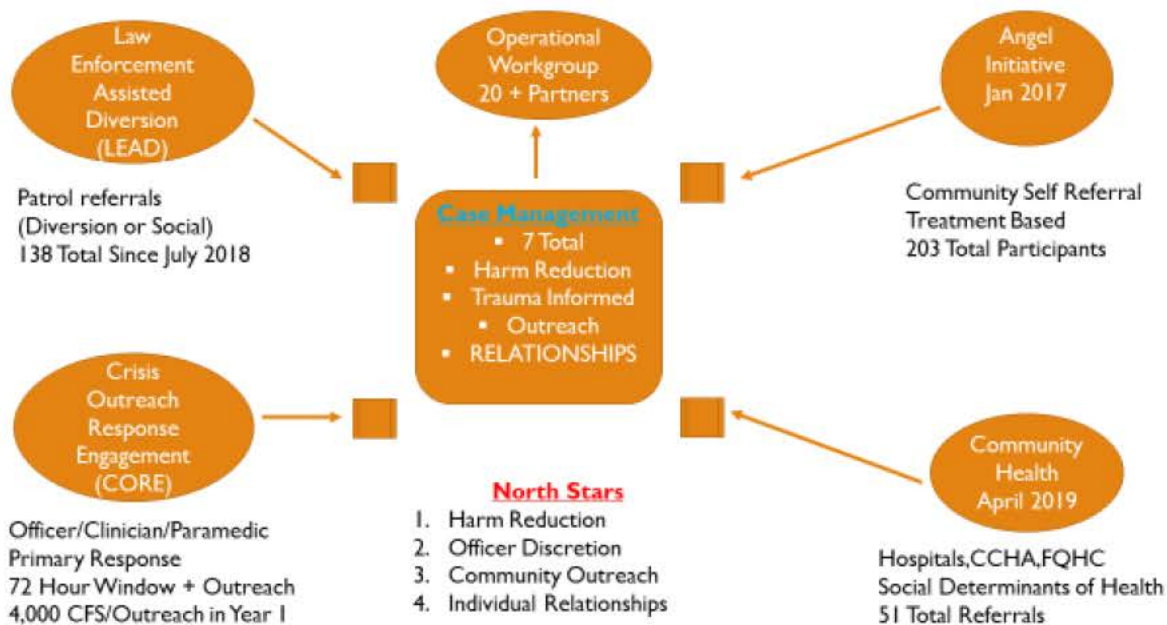 Law
Enforcement
Assisted
Diversion
(LEAD)
Patrol referrals
(Diversion or Social)
138 Total Since July 2018
Operational
Workgroup
20 + Partners
Angel
Initiative
Jan 2017
Community Self Referral
Treatment Based
203 Total Participants
Case Management
▪ 7 Total
▪ Harm Reduction
▪ Trauma Informed
▪ Outreach
▪ RELATIONSHIPS
Crisis
Outreach
Response
Engagement
(CORE)
Officer/Clinician/Paramedic
Primary Response
72 Hour Window + Outreach
4,000 CFS/Outreach in Year 1
North Stars
1. Harm Reduction
2. Officer Discretion
3. Community Outreach
4. Individual Relationships
Community
Health
April 2019
Hospitals,CCHA,FQHC
Social Determinants of Health
51 Total Referrals